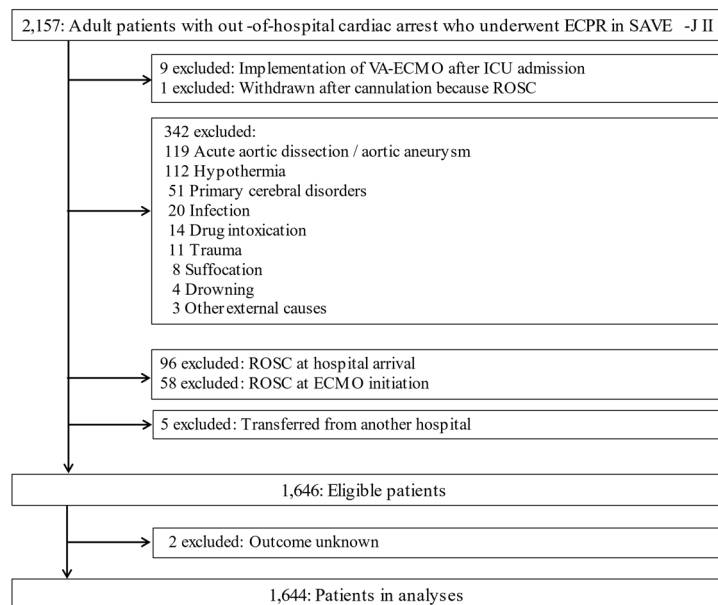 2,157: Adult patients with out -of-hospital cardiac arrest who underwent ECPR in SAVE -J II
9 excluded: Implementation of VA-ECMO after ICU admission
1 excluded: Withdrawn after cannulation because ROSC
342 excluded:
119 Acute aortic dissection / aortic aneurysm
112 Hypothermia
51 Primary cerebral disorders
20 Infection
14 Drug intoxication
11 Trauma
8 Suffocation
4 Drowning
3 Other external causes
96 excluded: ROSC at hospital arrival
58 excluded: ROSC at ECMO initiation
5 excluded: Transferred from another hospital
1,646: Eligible patients
2 excluded: Outcome unknown
1,644: Patients in analyses